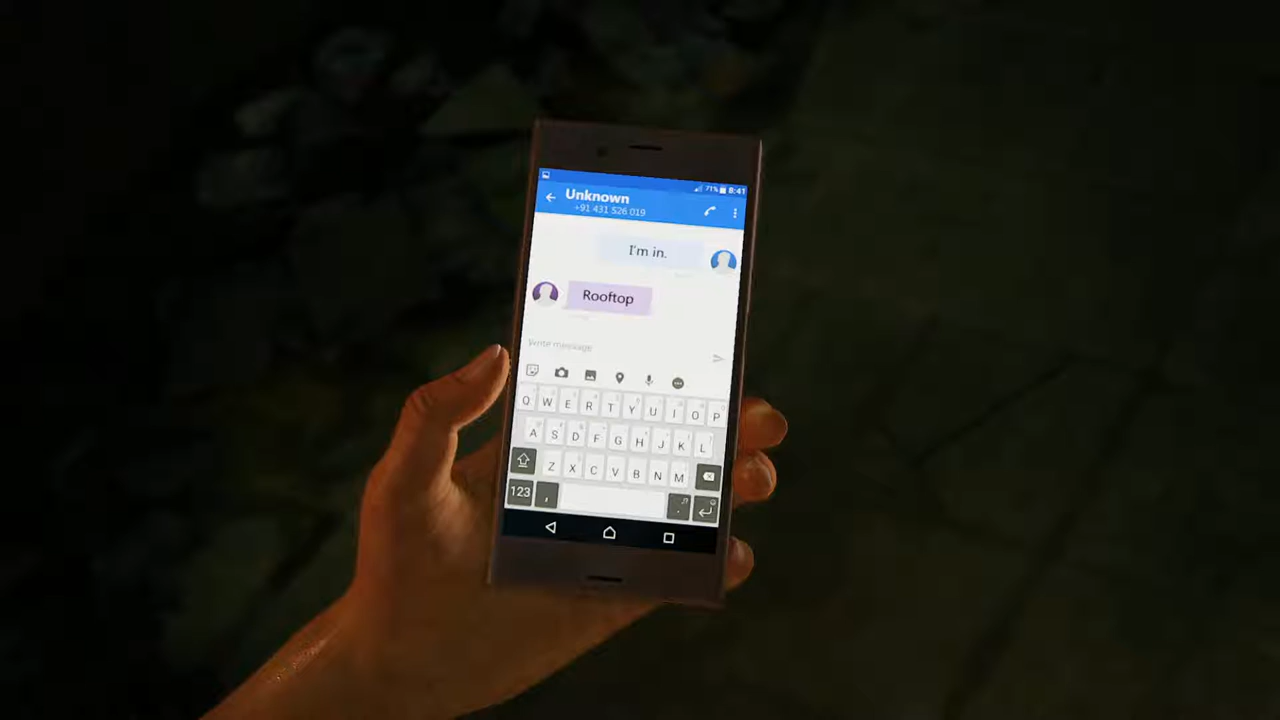 71% 8:41
Unknown
+91 431 526 019
I'm in.
Rooftop
Write message
Q W E R T Y U I O P
A S D F G H J K L
Z X C V B N M
123 , .